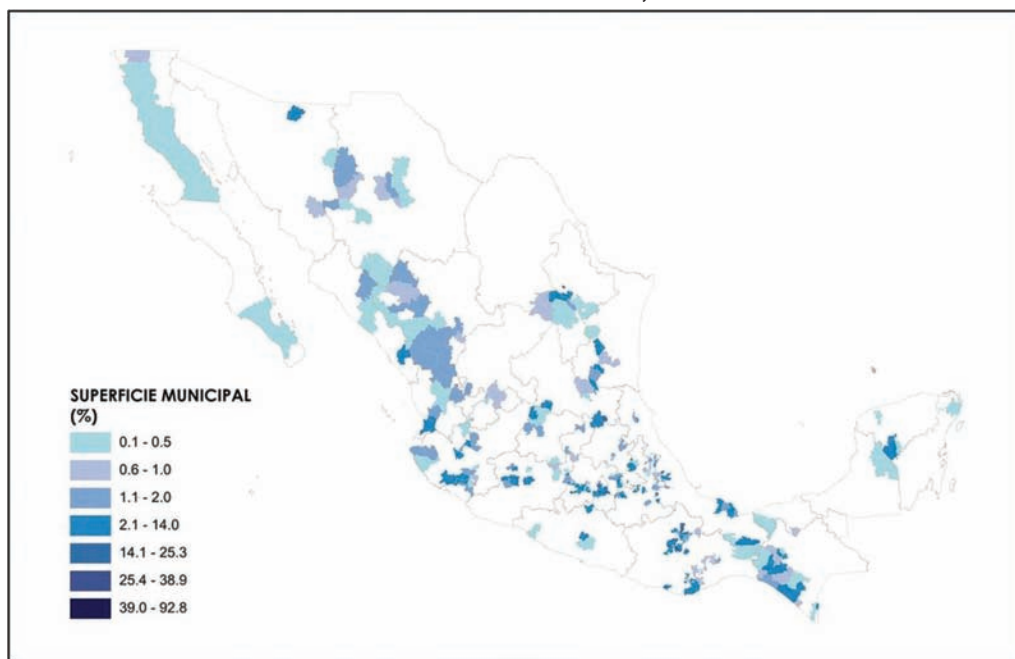 SUPERFICIE MUNICIPAL
(%)
0.1 - 0.5
0.6 - 1.0
1.1 - 2.0
2.1 - 14.0
14.1 - 25.3
25.4 - 38.9
39.0 - 92.8